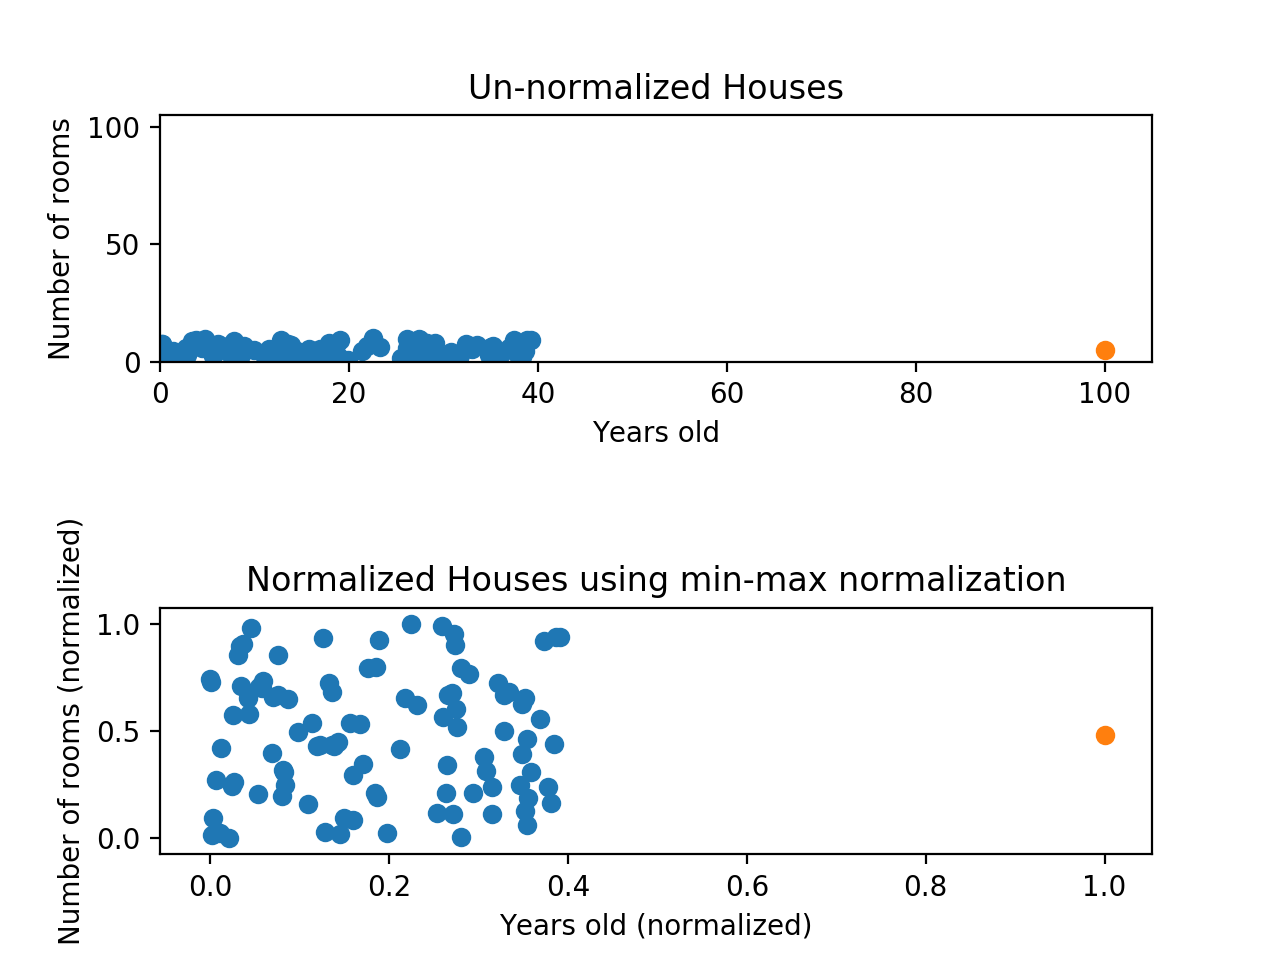 Un-normalized Houses
Number of rooms
100
50
0
0 20 40 60 80 100
Years old
Normalized Houses using min-max normalization
Number of rooms (normalized)
1.0
0.5
0.0
0.0 0.2 0.4 0.6 0.8 1.0
Years old (normalized)